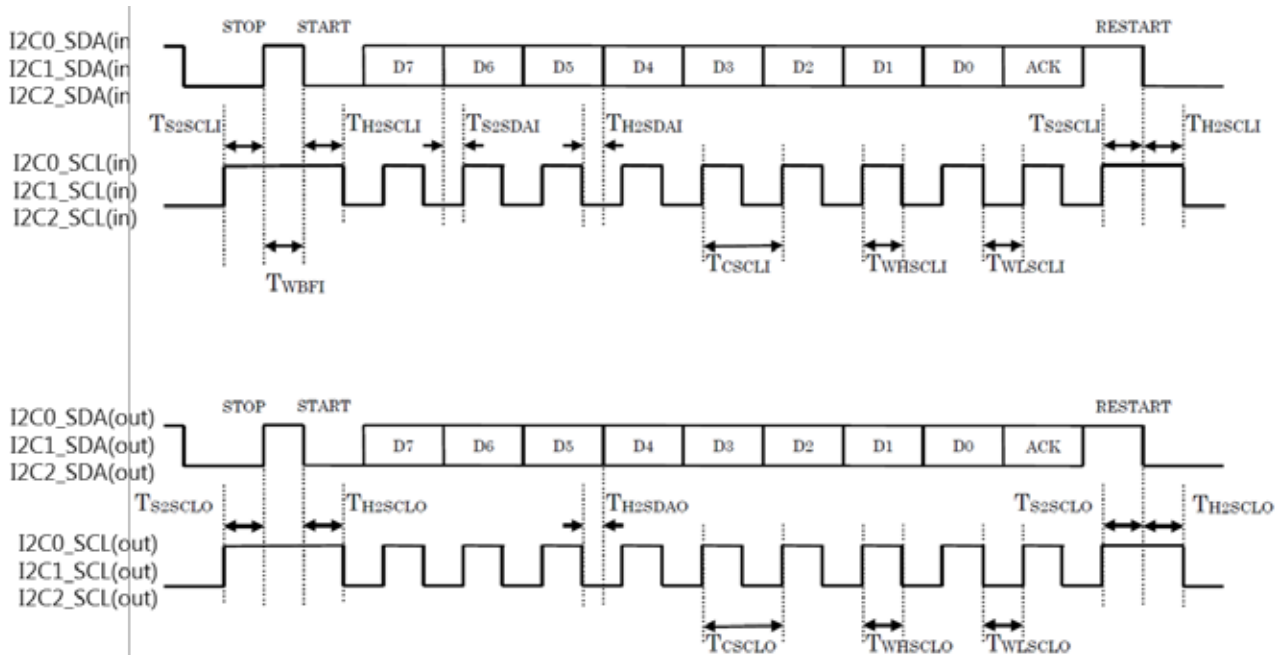 STOP START RESTART
I2C0_SDA(in
I2C1_SDA(in
I2C2_SDA(in
D7 D6 D5 D4 D3 D2 D1 D0 ACK
TS2SCLI TH2SCLI TS2SDAI TH2SDAI TS2SCLI TH2SCLI
I2C0_SCL(in)
I2C1_SCL(in)
I2C2_SCL(in)
TWBFI TCSCLI TWHSCLI TWLSCLI
STOP START RESTART
I2C0_SDA(out)
I2C1_SDA(out)
I2C2_SDA(out)
D7 D6 D5 D4 D3 D2 D1 D0 ACK
TS2SCLO TH2SCLO TH2SDAO TS2SCLO TH2SCLO
I2C0_SCL(out)
I2C1_SCL(out)
I2C2_SCL(out)
TCSCLO TWHSCLO TWLSCLO